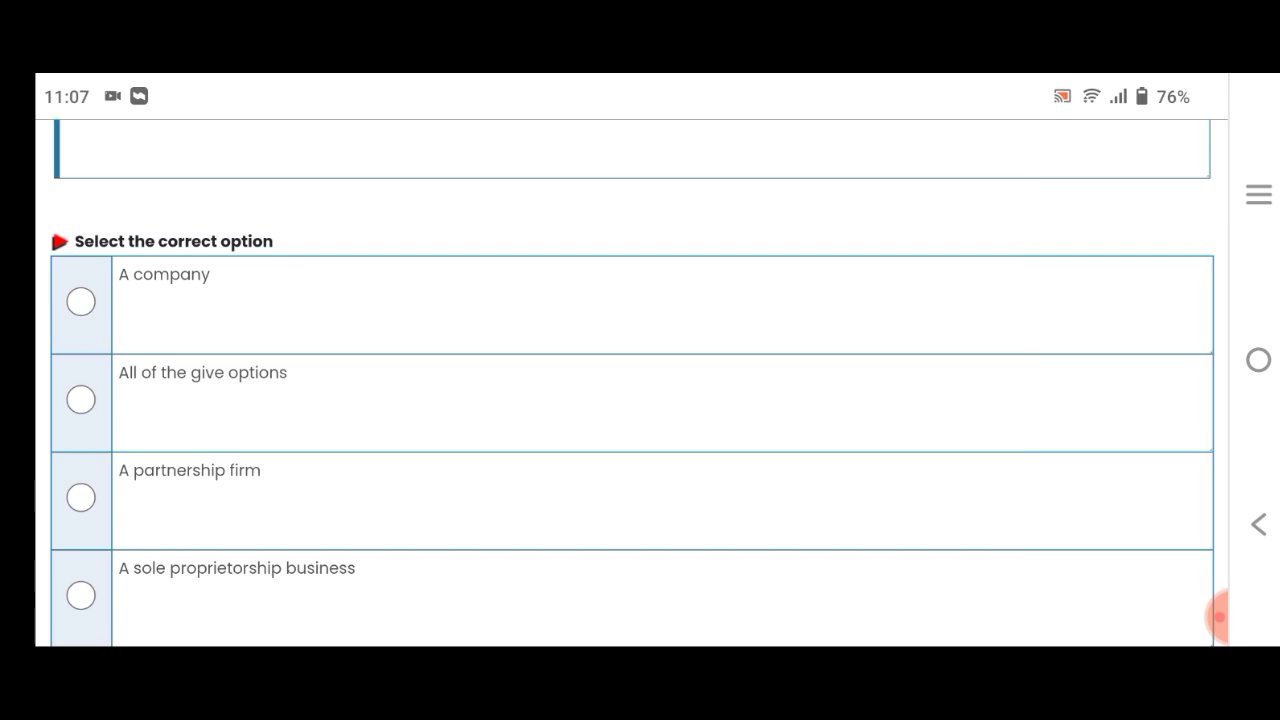 11:07
76%
Select the correct option
A company
All of the give options
A partnership firm
A sole proprietorship business